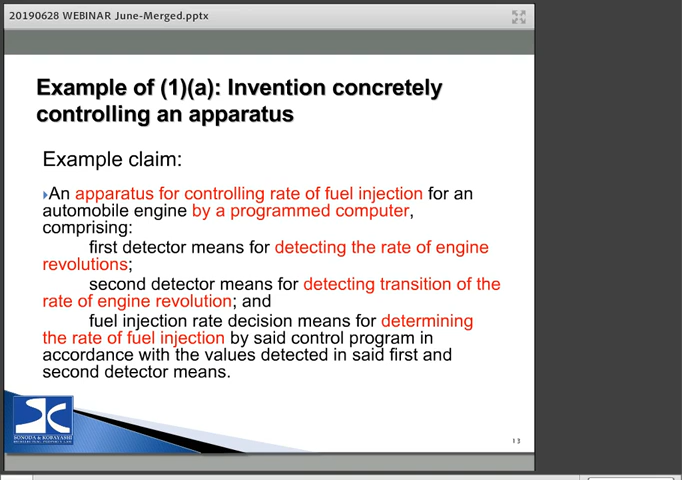 20190628 WEBINAR June-Merged.pptx
Example of (1)(a): Invention concretely
controlling an apparatus
Example claim:
An apparatus for controlling rate of fuel injection for an
automobile engine by a programmed computer,
comprising:
first detector means for detecting the rate of engine
revolutions;
second detector means for detecting transition of the
rate of engine revolution; and
fuel injection rate decision means for determining
the rate of fuel injection by said control program in
accordance with the values detected in said first and
second detector means.
SONODA & KOBAYASHI
13